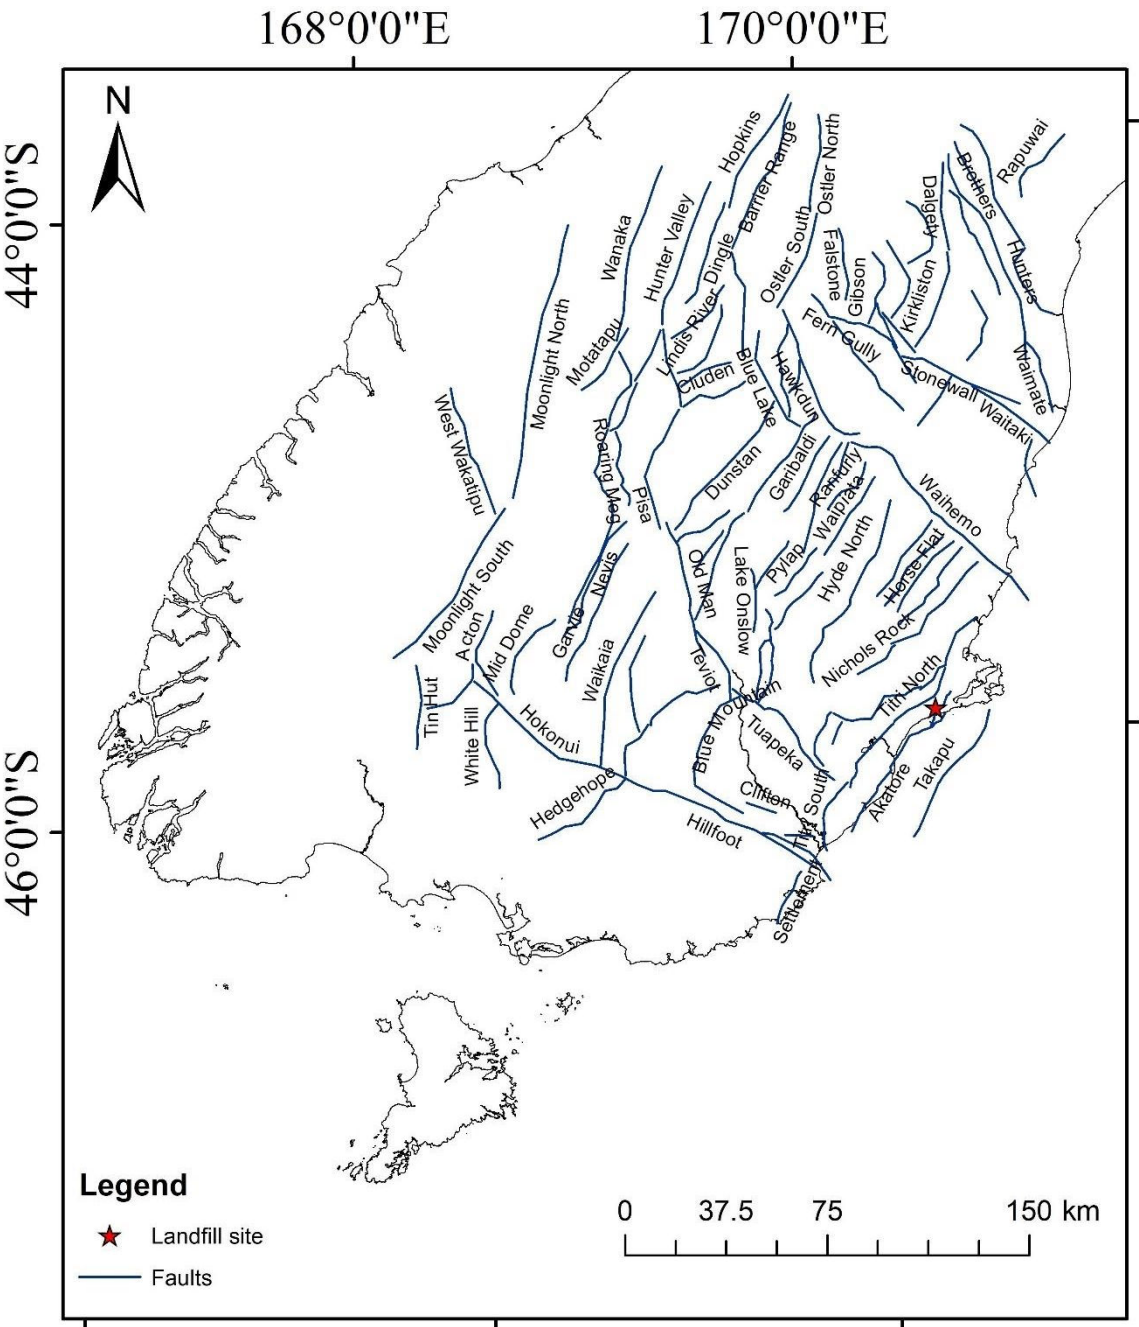 168°0'0"E
170°0'0"E
44°0'0"S
46°0'0"S
N
Hopkins
Barrier Range
Ostler North
Rapuwai
Brothers
Dalgety
Wanaka
Hunter Valley
Dingle
Ostler South
Falstone
Gibson
Kirkliston
Hunters
Moonlight North
Motatapu
Lindis River
Fern Gully
Cluden
Blue Lake
Hawkdun
Stonewall
Waitaki
Waimate
West Wakatipu
Roaring Meg
Pisa
Dunstan
Garibaldi
Ranfurly
Waipiata
Waihemo
Moonlight South
Nevis
Old Man
Lake Onslow
Pylap
Hyde North
Horse Flat
Acton
Mid Dome
Garvie
Waikaia
Teviot
Nichols Rock
Titri North
Tin Hut
White Hill
Hokonui
Blue Mountain
Tuapeka
Akatore
Takapu
Hedgehope
Hillfoot
Clifton
Titri South
Settlement
Legend
Landfill site
Faults
0 37.5 75 150 km